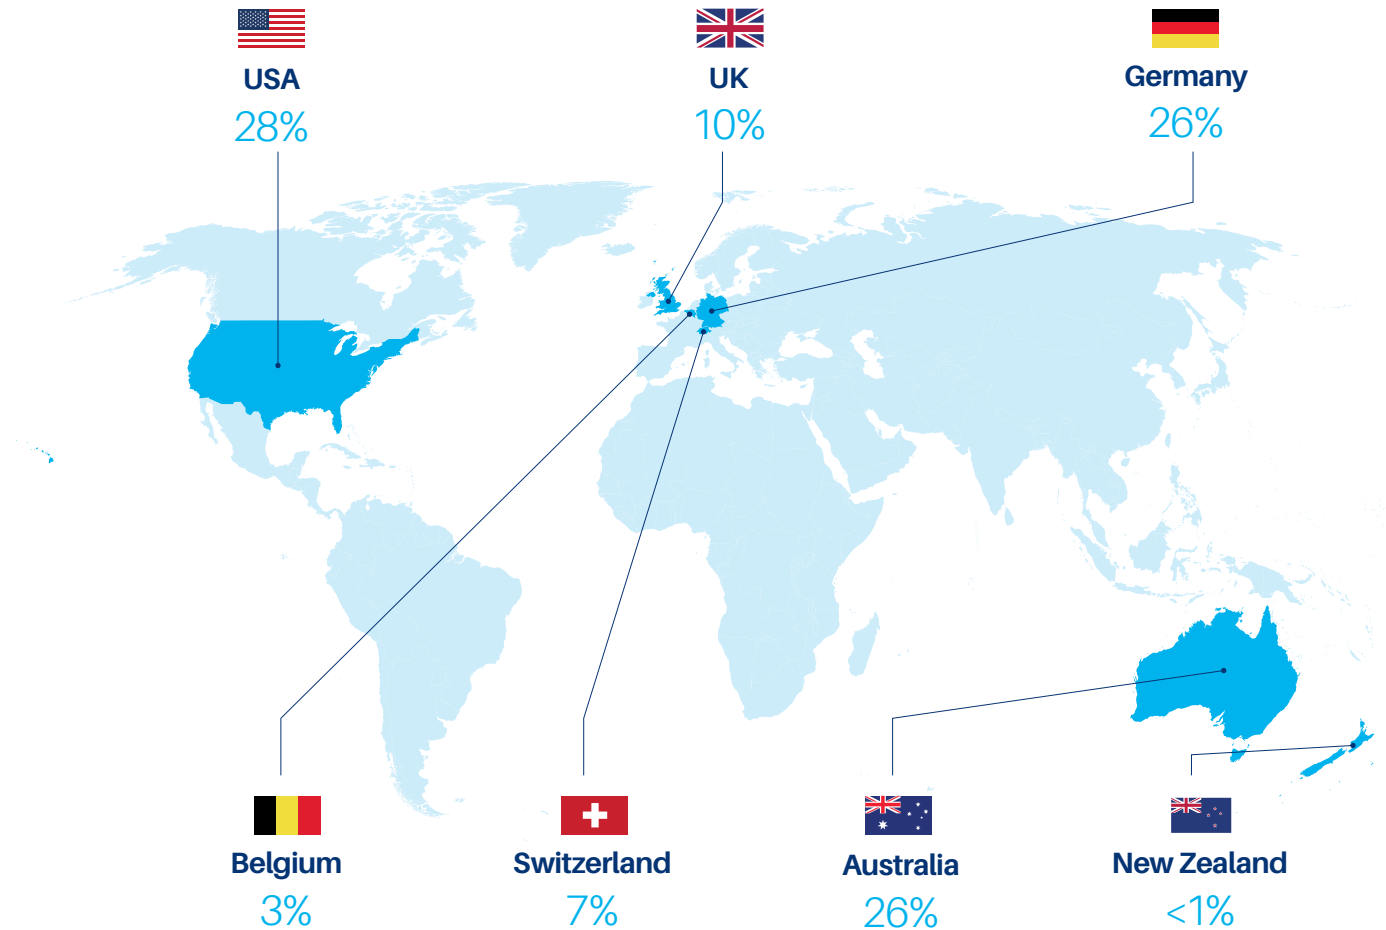 USA
28%
UK
10%
Germany
26%
Belgium
3%
Switzerland
7%
Australia
26%
New Zealand
<1%